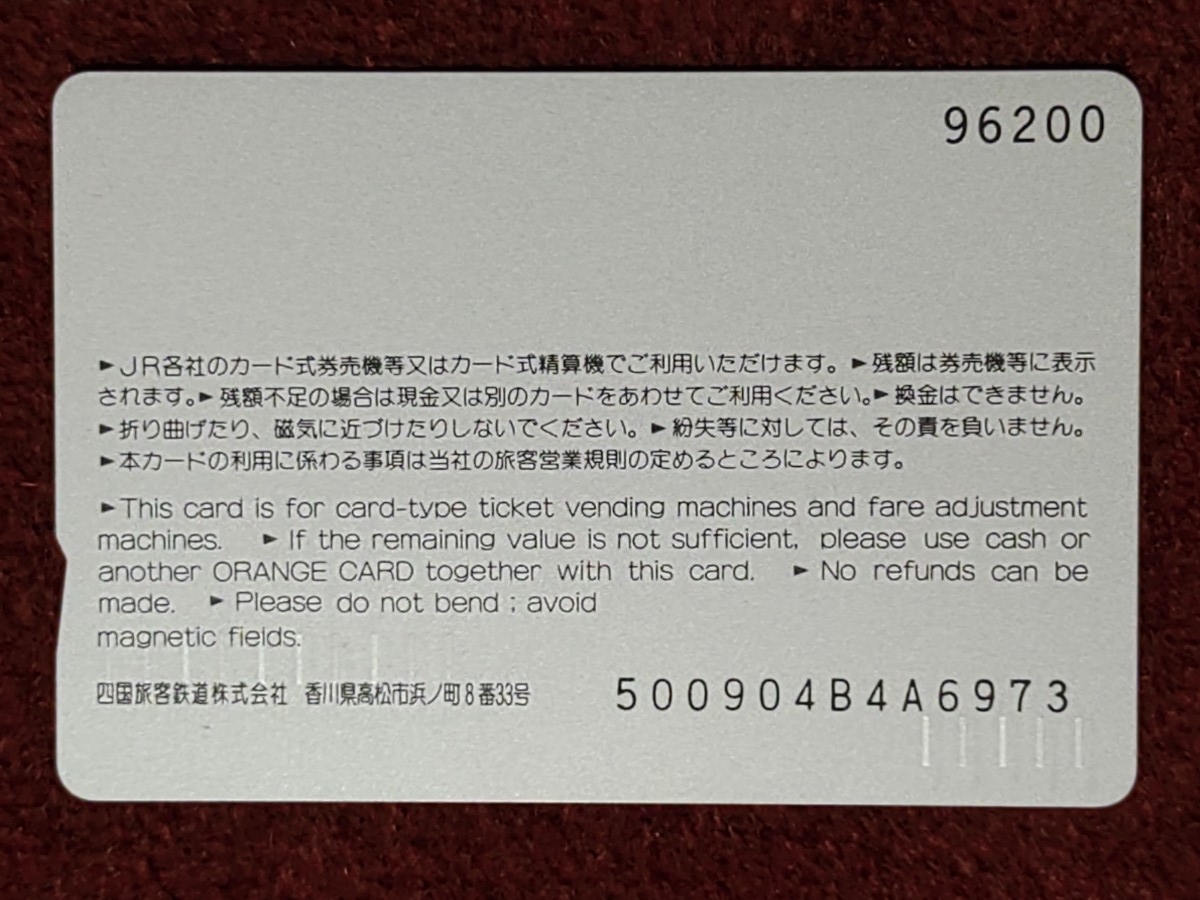 96200
►JR各社のカード式券売機等又はカード式精算機でご利用いただけます。►残額は券売機等に表示
されます。►残額不足の場合は現金又は別のカードをあわせてご利用ください。►換金はできません。
►折り曲げたり、磁気に近づけたりしないでください。►紛失等に対しては、その責を負いません。
►本カードの利用に係わる事項は当社の旅客営業規則の定めるところによります。
►This card is for card-type ticket vending machines and fare adjustment
machines. ►If the remaining value is not sufficient, please use cash or
another ORANGE CARD together with this card. ►No refunds can be
made. ►Please do not bend ; avoid
magnetic fields.
四国旅客鉄道株式会社 香川県高松市浜ノ町8番33号
500904B4A6973